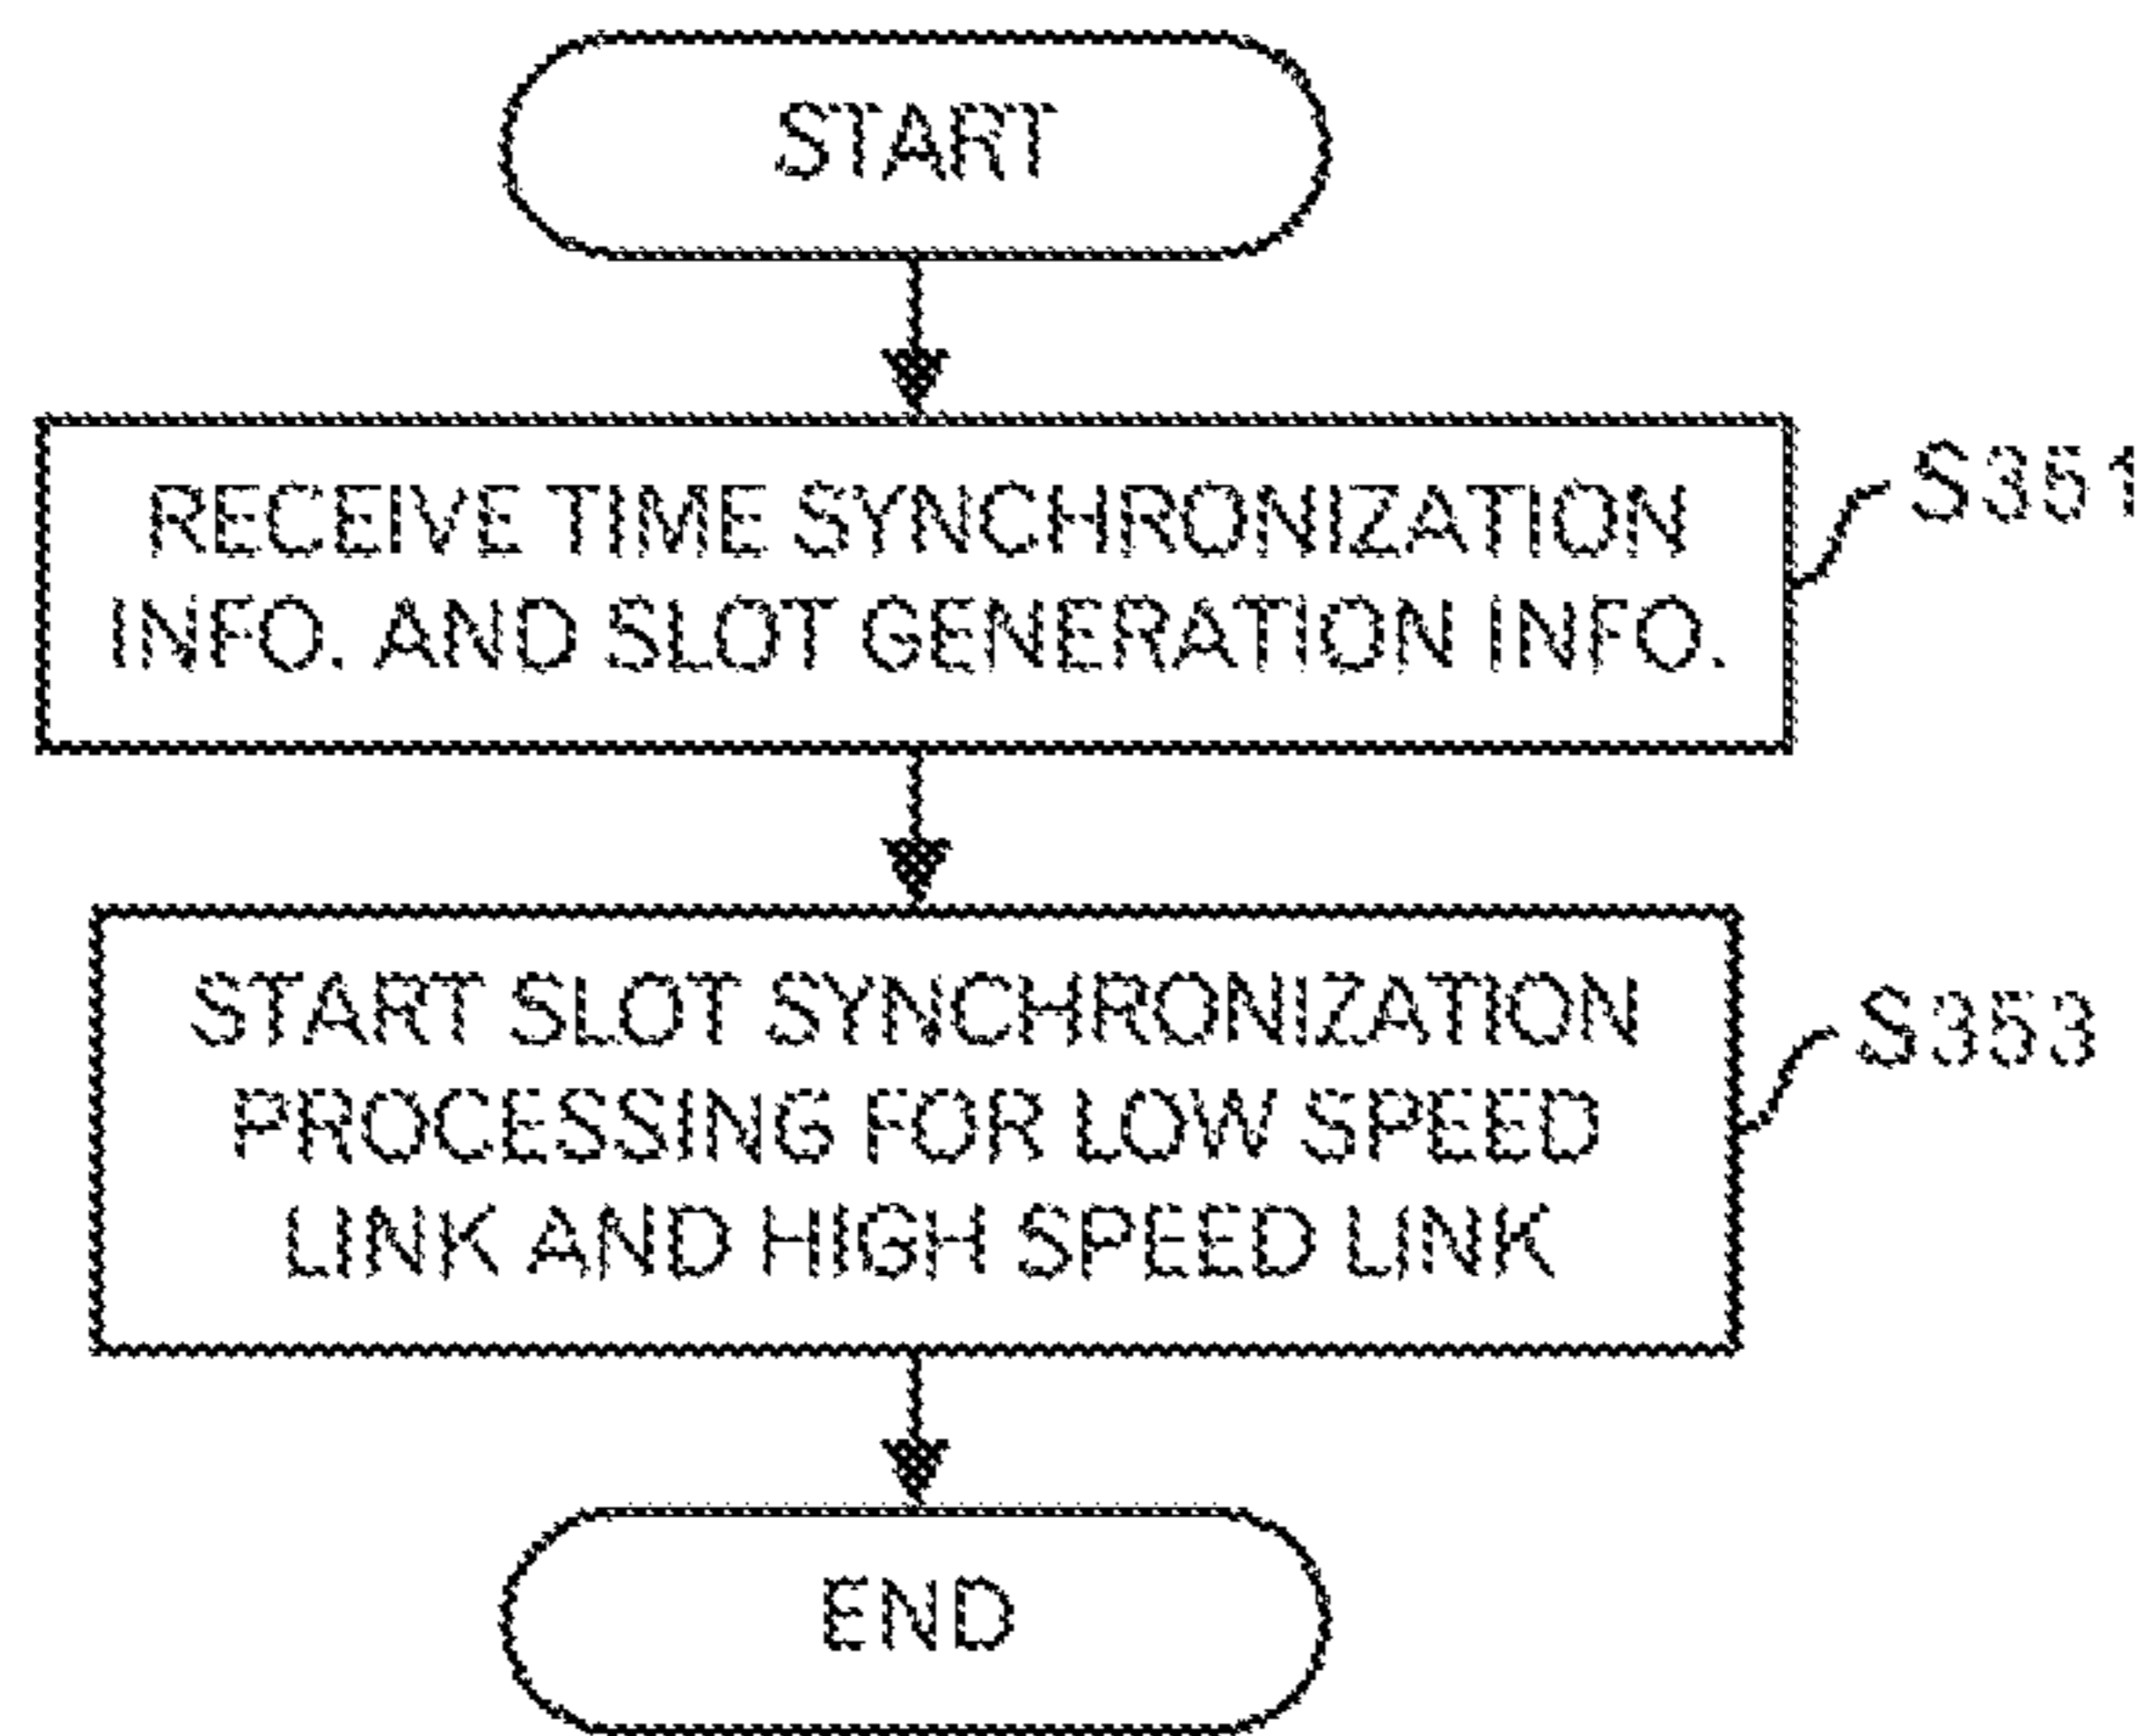 START
RECEIVE TIME SYNCHRONIZATION
INFO. AND SLOT GENERATION INFO.
S351
START SLOT SYNCHRONIZATION
PROCESSING FOR LOW SPEED
LINK AND HIGH SPEED LINK
S353
END